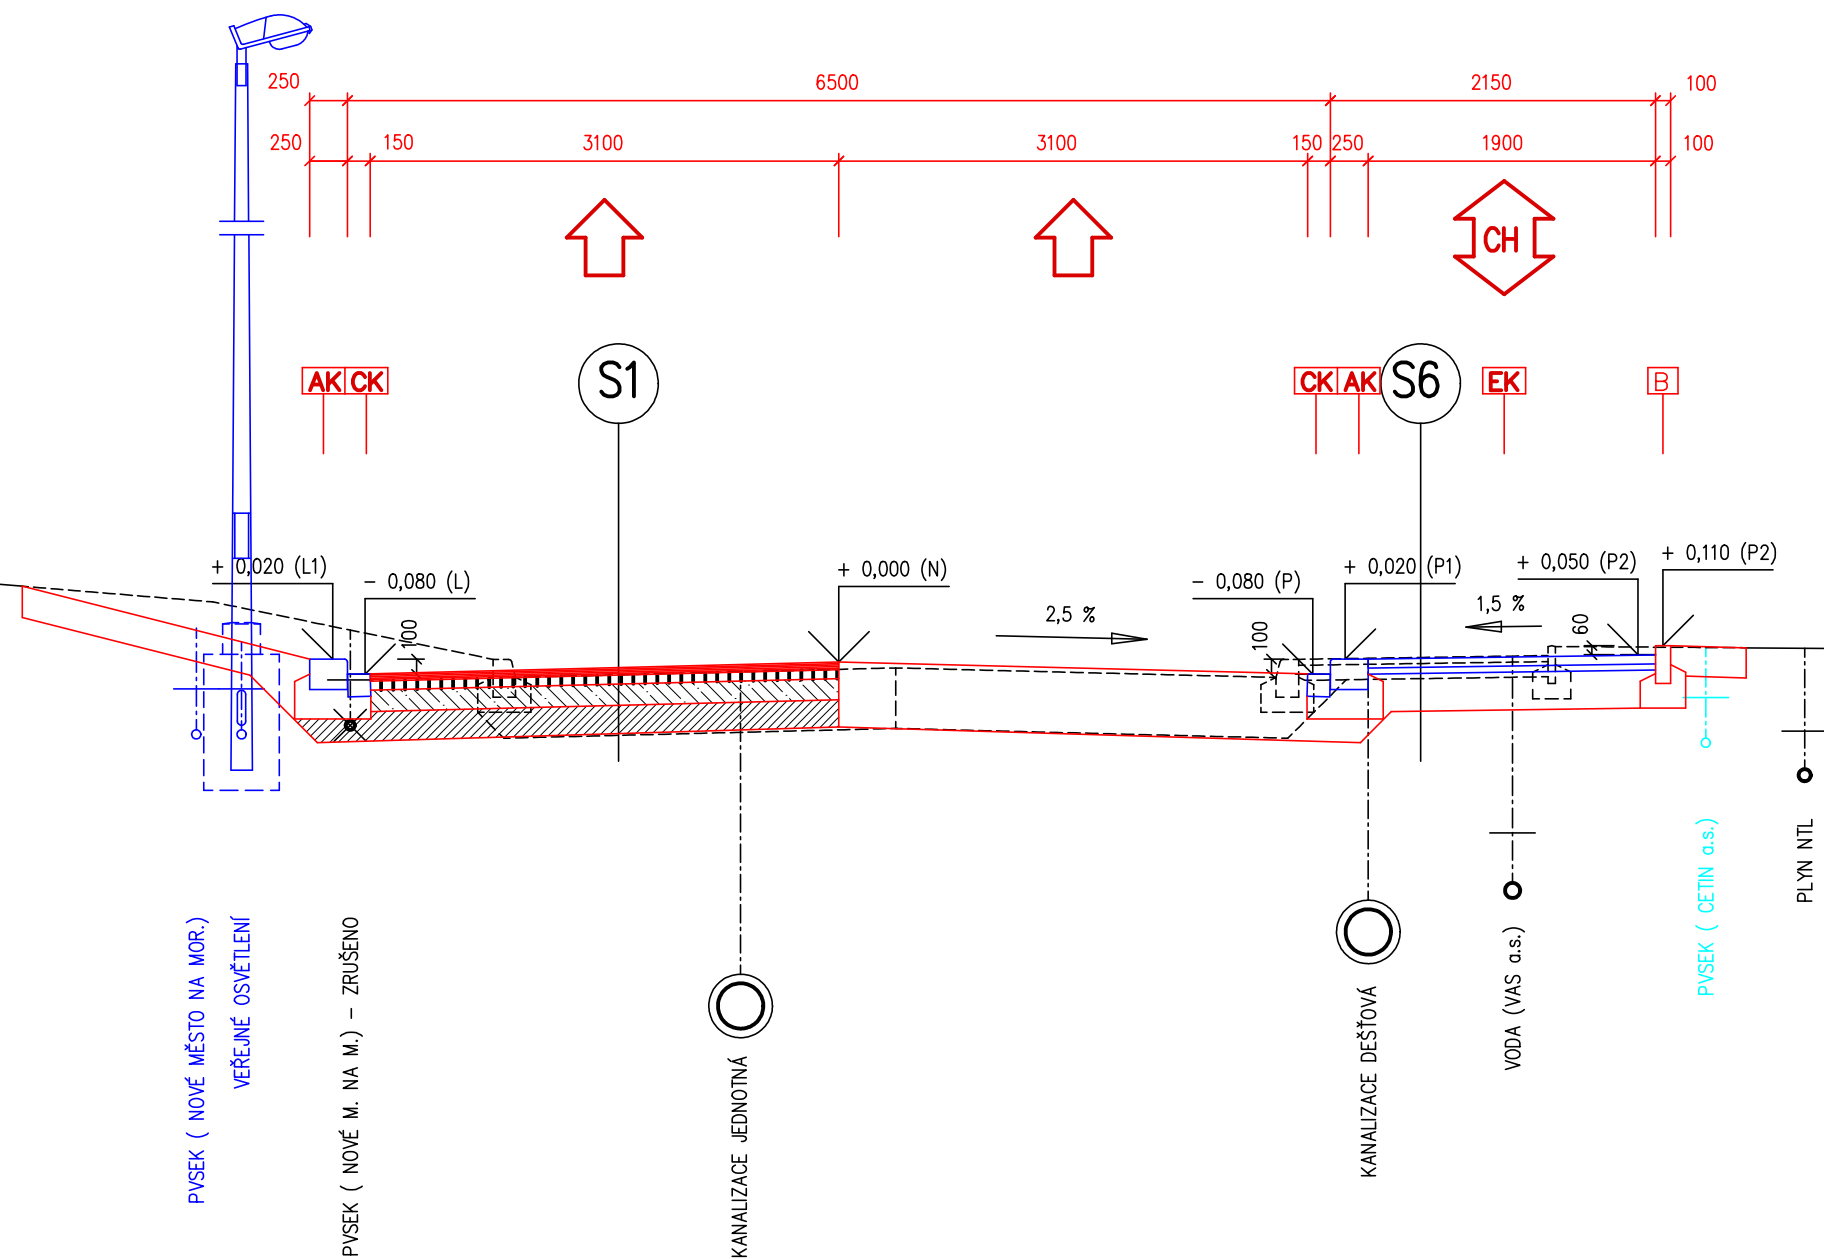 250
6500
2150
100
250
150
3100
3100
150
250
1900
100
CH
S1
S6
AK
CK
CK
AK
EK
B
+ 0,020 (L1)
- 0,080 (L)
+ 0,000 (N)
- 0,080 (P)
+ 0,020 (P1)
+ 0,050 (P2)
+ 0,110 (P2)
100
2,5 %
100
1,5 %
60
PVSEK ( NOVÉ MĚSTO NA MOR.)
VEŘEJNÉ OSVĚTLENÍ
PVSEK ( NOVÉ M. NA M.) - ZRUŠENO
KANALIZACE JEDNOTNÁ
KANALIZACE DEŠŤOVÁ
VODA (VAS a.s.)
PVSEK ( CETIN a.s.)
PLYN NTL